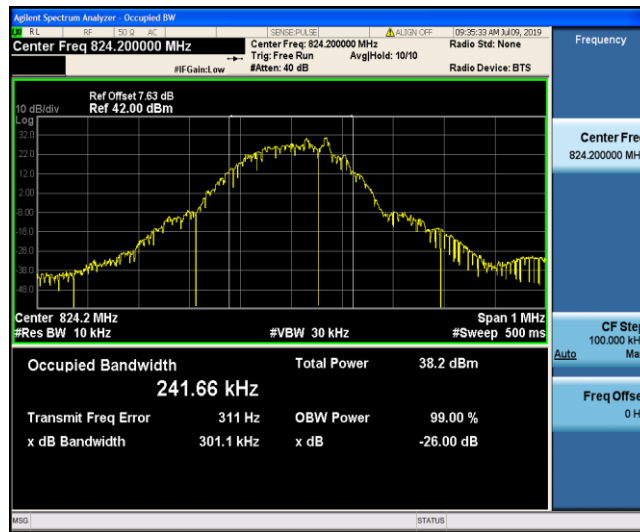 Agilent Spectrum Analyzer - Occupied BW
RL RF 50 Ω AC SENSE:PULSE ALIGN OFF 09:35:33 AM Jul 09, 2019
Center Freq 824.200000 MHz
Center Freq: 824.200000 MHz
Radio Std: None
Trig: Free Run Avg|Hold: 10/10
#IFGain:Low
#Atten: 40 dB
Radio Device: BTS
Frequency
Ref Offset 7.63 dB
10 dB/div Ref 42.00 dBm
Log
32.0
22.0
12.0
2.00
-8.00
-18.0
-28.0
-38.0
-48.0
Center 824.2 MHz Span 1 MHz
#Res BW 10 kHz #VBW 30 kHz #Sweep 500 ms
Occupied Bandwidth Total Power 38.2 dBm
241.66 kHz
Transmit Freq Error 311 Hz OBW Power 99.00 %
x dB Bandwidth 301.1 kHz x dB -26.00 dB
Center Fre
824.200000 MH
CF Step
100.000 kH
Auto Ma
Freq Offse
0 H
MSG STATUS